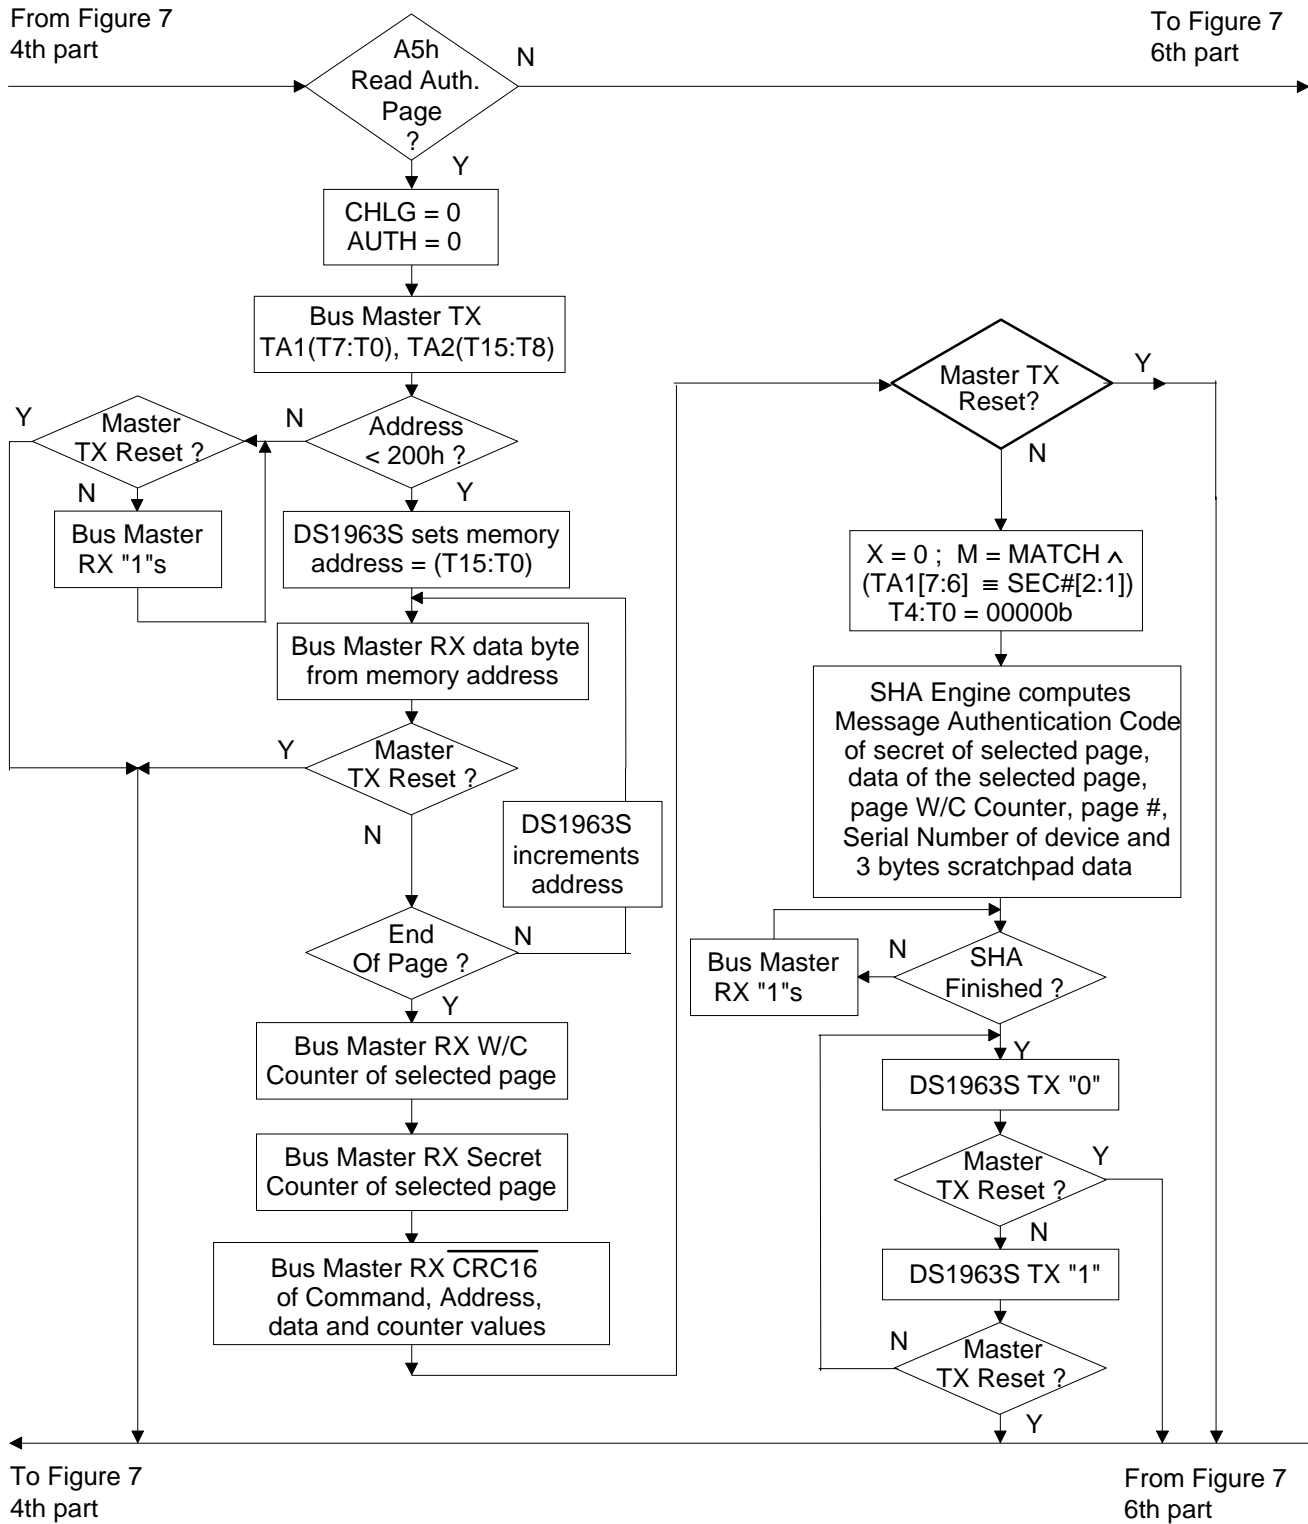 From Figure 7
4th part
To Figure 7
6th part
A5h
Read Auth.
Page
?
N
Y
CHLG = 0
AUTH = 0
Bus Master TX
TA1(T7:T0), TA2(T15:T8)
Address
< 200h ?
N
Y
Master
TX Reset ?
Y
N
Bus Master
RX "1"s
DS1963S sets memory
address = (T15:T0)
Bus Master RX data byte
from memory address
Master
TX Reset ?
Y
N
DS1963S
increments
address
End
Of Page ?
N
Y
Bus Master RX W/C
Counter of selected page
Bus Master RX Secret
Counter of selected page
Bus Master RX C̅R̅C̅1̅6̅
of Command, Address,
data and counter values
Master TX
Reset?
Y
N
X = 0 ; M = MATCH ∧
(TA1[7:6] ≡ SEC#[2:1])
T4:T0 = 00000b
SHA Engine computes
Message Authentication Code
of secret of selected page,
data of the selected page,
page W/C Counter, page #,
Serial Number of device and
3 bytes scratchpad data
SHA
Finished ?
N
Y
Bus Master
RX "1"s
DS1963S TX "0"
Master
TX Reset ?
Y
N
DS1963S TX "1"
Master
TX Reset ?
N
Y
To Figure 7
4th part
From Figure 7
6th part